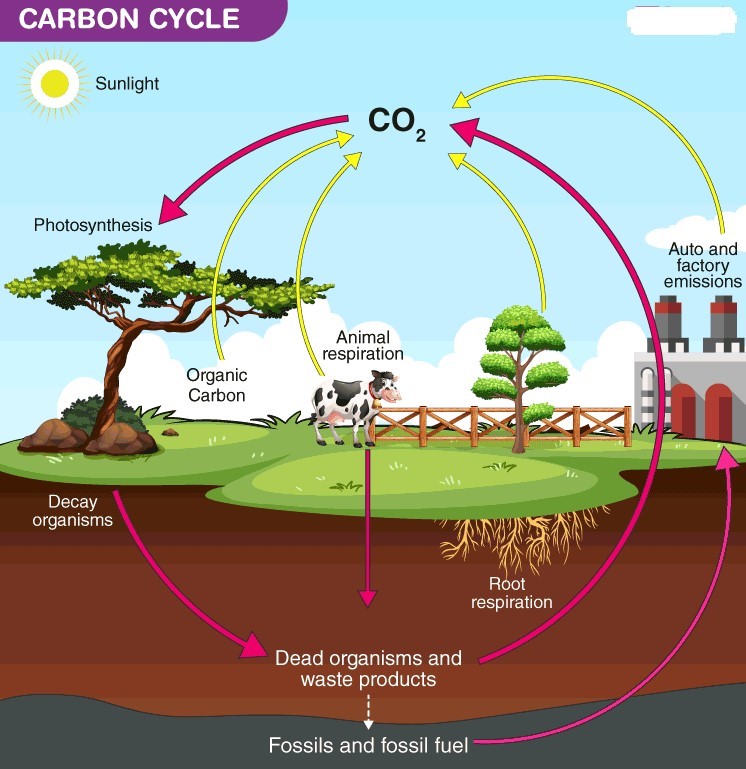 CARBON CYCLE
Sunlight
CO₂
Photosynthesis
Auto and
factory
emissions
Animal
respiration
Organic
Carbon
Decay
organisms
Root
respiration
Dead organisms and
waste products
Fossils and fossil fuel